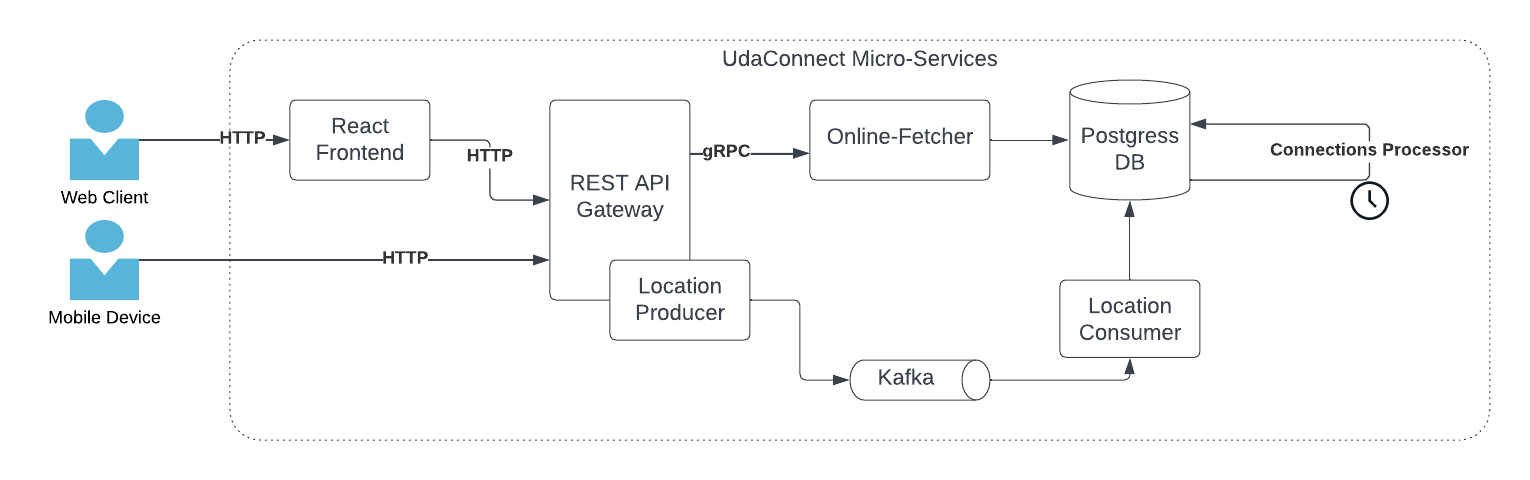 UdaConnect Micro-Services
Web Client
HTTP
React
Frontend
HTTP
Mobile Device
HTTP
REST API
Gateway
Location
Producer
gRPC
Online-Fetcher
Postgress
DB
Connections Processor
Kafka
Location
Consumer